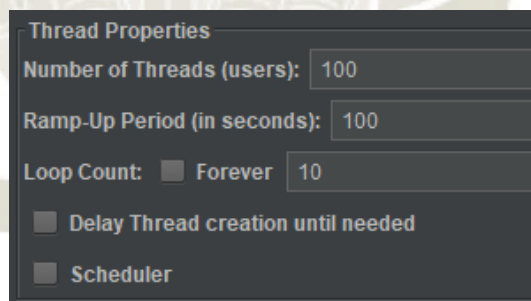 Thread Properties
Number of Threads (users): 100
Ramp-Up Period (in seconds): 100
Loop Count: Forever 10
Delay Thread creation until needed
Scheduler